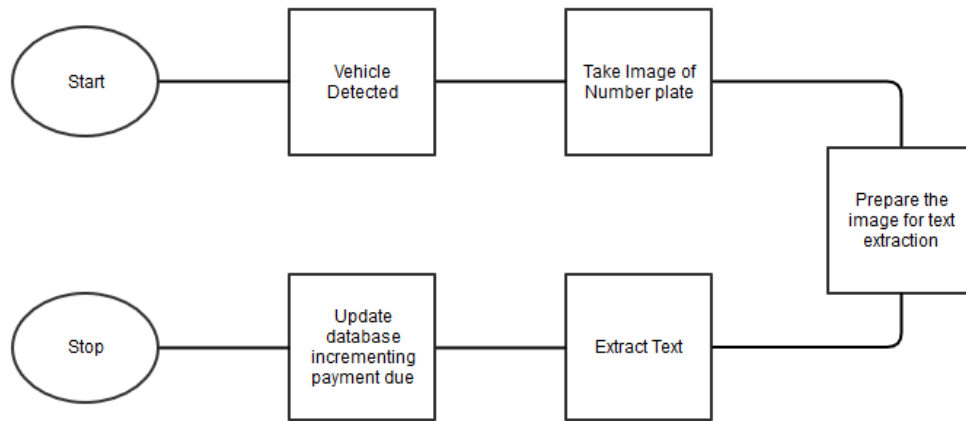 Start
Vehicle
Detected
Take Image of
Number plate
Prepare the
image for text
extraction
Extract Text
Update
database
incrementing
payment due
Stop